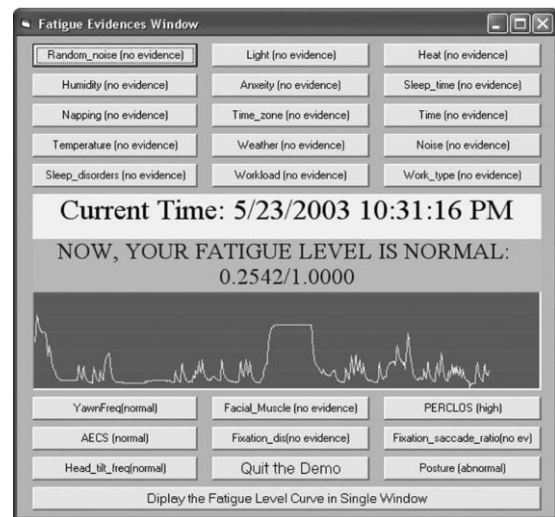 Fatigue Evidences Window
Random_noise (no evidence) Light (no evidence) Heat (no evidence)
Humidity (no evidence) Anxeity (no evidence) Sleep_time (no evidence)
Napping (no evidence) Time_zone (no evidence) Time (no evidence)
Temperature (no evidence) Weather (no evidence) Noise (no evidence)
Sleep_disorders (no evidence) Workload (no evidence) Work_type (no evidence)
Current Time: 5/23/2003 10:31:16 PM
NOW, YOUR FATIGUE LEVEL IS NORMAL:
0.2542/1.0000
YawnFreq(normal) Facial_Muscle (no evidence) PERCLOS (high)
AECS (normal) Fixation_dis(no evidence) Fixation_saccade_ratio(no ev)
Head_tilt_freq(normal) Quit the Demo Posture (abnormal)
Diplay the Fatigue Level Curve in Single Window